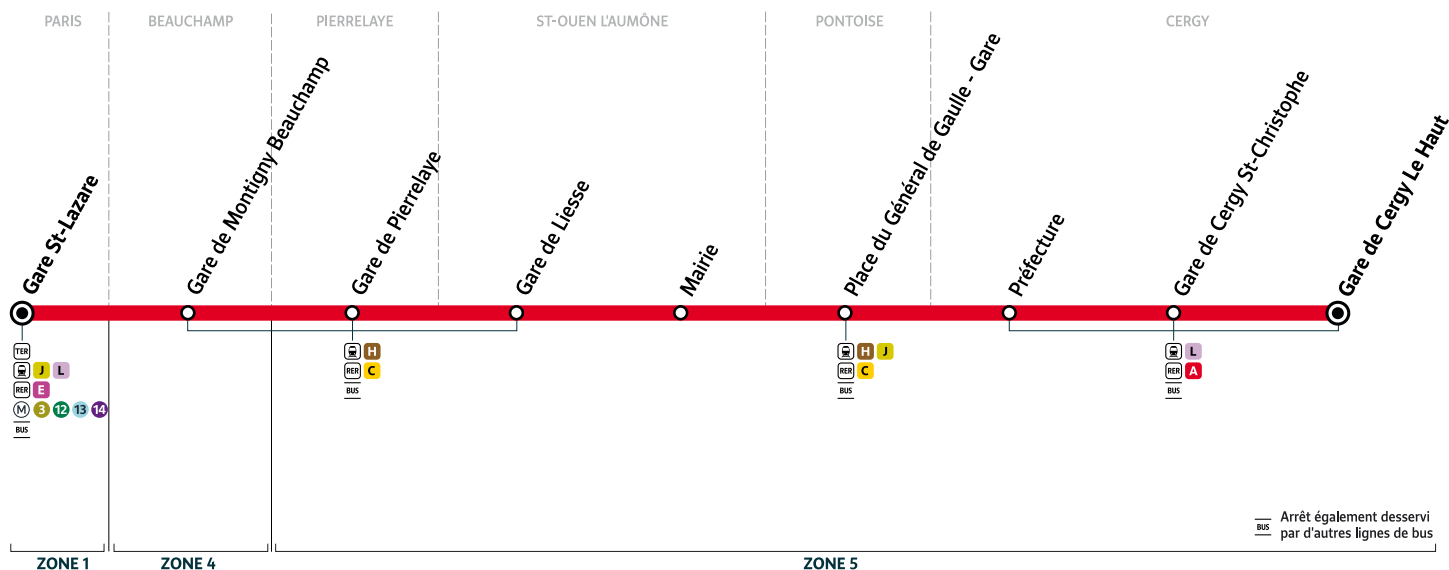 PARIS
BEAUCHAMP
PIERRELAYE
ST-OUEN L'AUMÔNE
PONTOISE
CERGY
Gare St-Lazare
Gare de Montigny Beauchamp
Gare de Pierrelaye
Gare de Liesse
Mairie
Place du Général de Gaulle - Gare
Préfecture
Gare de Cergy St-Christophe
Gare de Cergy Le Haut
TER
J L
RER E
M 3 12 13 14
BUS
H
RER C
BUS
H J
RER C
BUS
L
RER A
BUS
BUS
Arrêt également desservi
par d'autres lignes de bus
ZONE 1
ZONE 4
ZONE 5